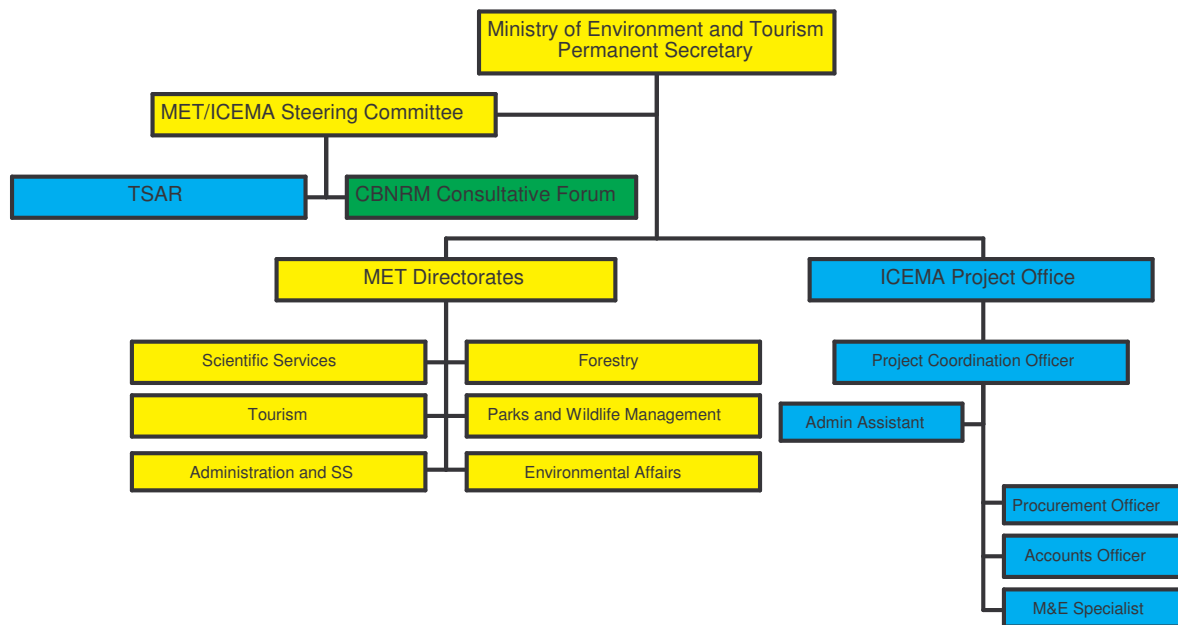 Ministry of Environment and Tourism
Permanent Secretary
MET/ICEMA Steering Committee
TSAR
CBNRM Consultative Forum
MET Directorates
ICEMA Project Office
Scientific Services
Forestry
Project Coordination Officer
Tourism
Parks and Wildlife Management
Admin Assistant
Administration and SS
Environmental Affairs
Procurement Officer
Accounts Officer
M&E Specialist